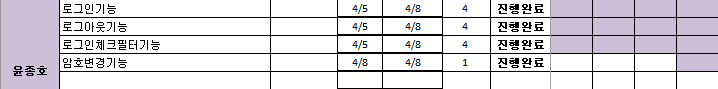 로그인기능 4/5 4/8 4 진행완료
로그아웃기능 4/5 4/8 4 진행완료
로그인체크필터기능 4/5 4/8 4 진행완료
윤종호 암호변경기능 4/8 4/8 1 진행완료